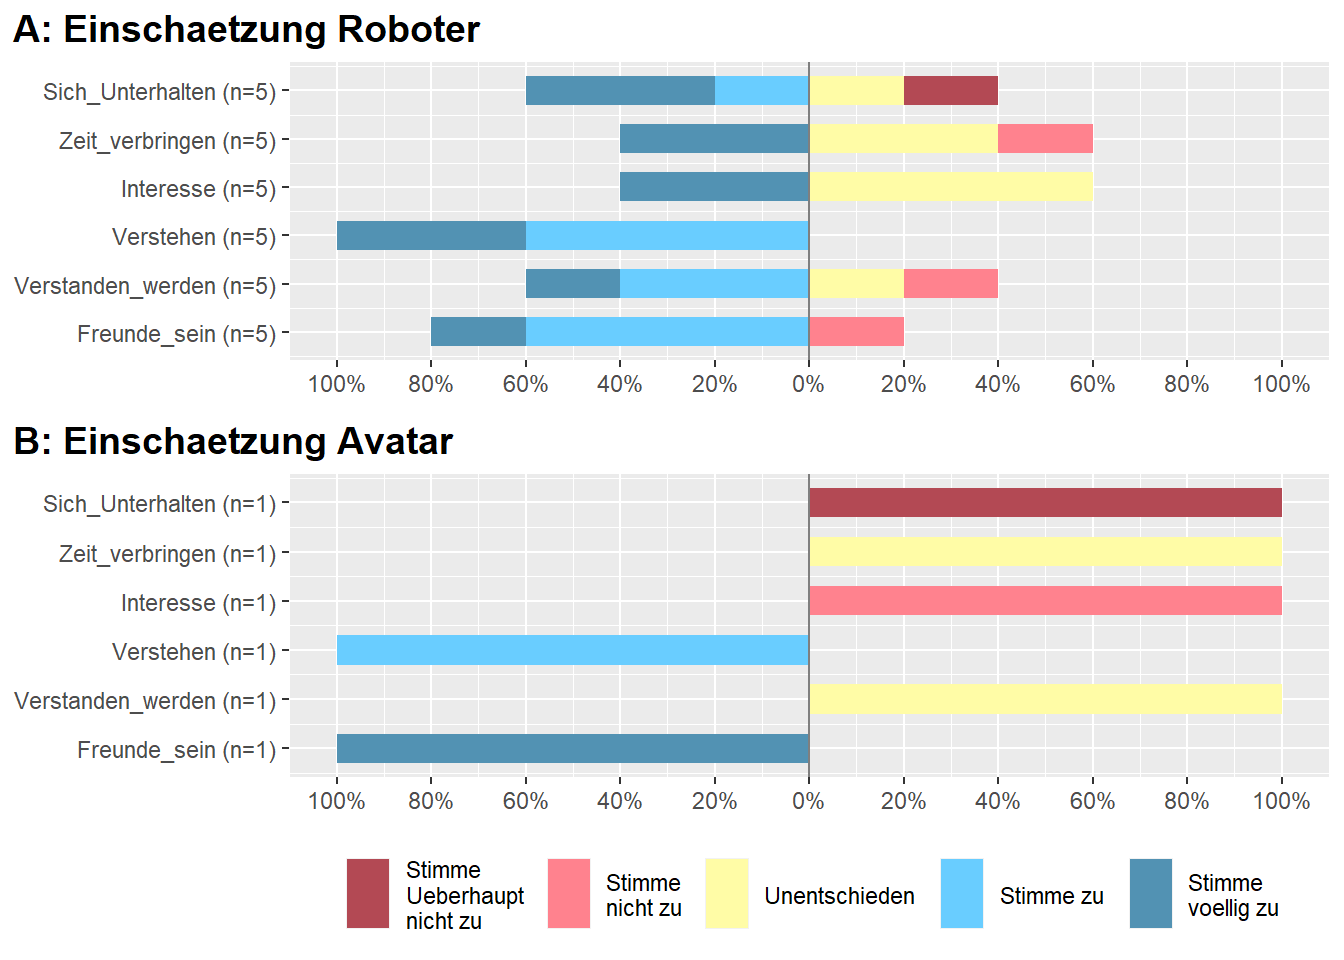 A: Einschaetzung Roboter
Sich_Unterhalten (n=5)
Zeit_verbringen (n=5)
Interesse (n=5)
Verstehen (n=5)
Verstanden_werden (n=5)
Freunde_sein (n=5)
100% 80% 60% 40% 20% 0% 20% 40% 60% 80% 100%
B: Einschaetzung Avatar
Sich_Unterhalten (n=1)
Zeit_verbringen (n=1)
Interesse (n=1)
Verstehen (n=1)
Verstanden_werden (n=1)
Freunde_sein (n=1)
100% 80% 60% 40% 20% 0% 20% 40% 60% 80% 100%
Stimme
Ueberhaupt
nicht zu
Stimme
nicht zu
Unentschieden
Stimme zu
Stimme
voellig zu